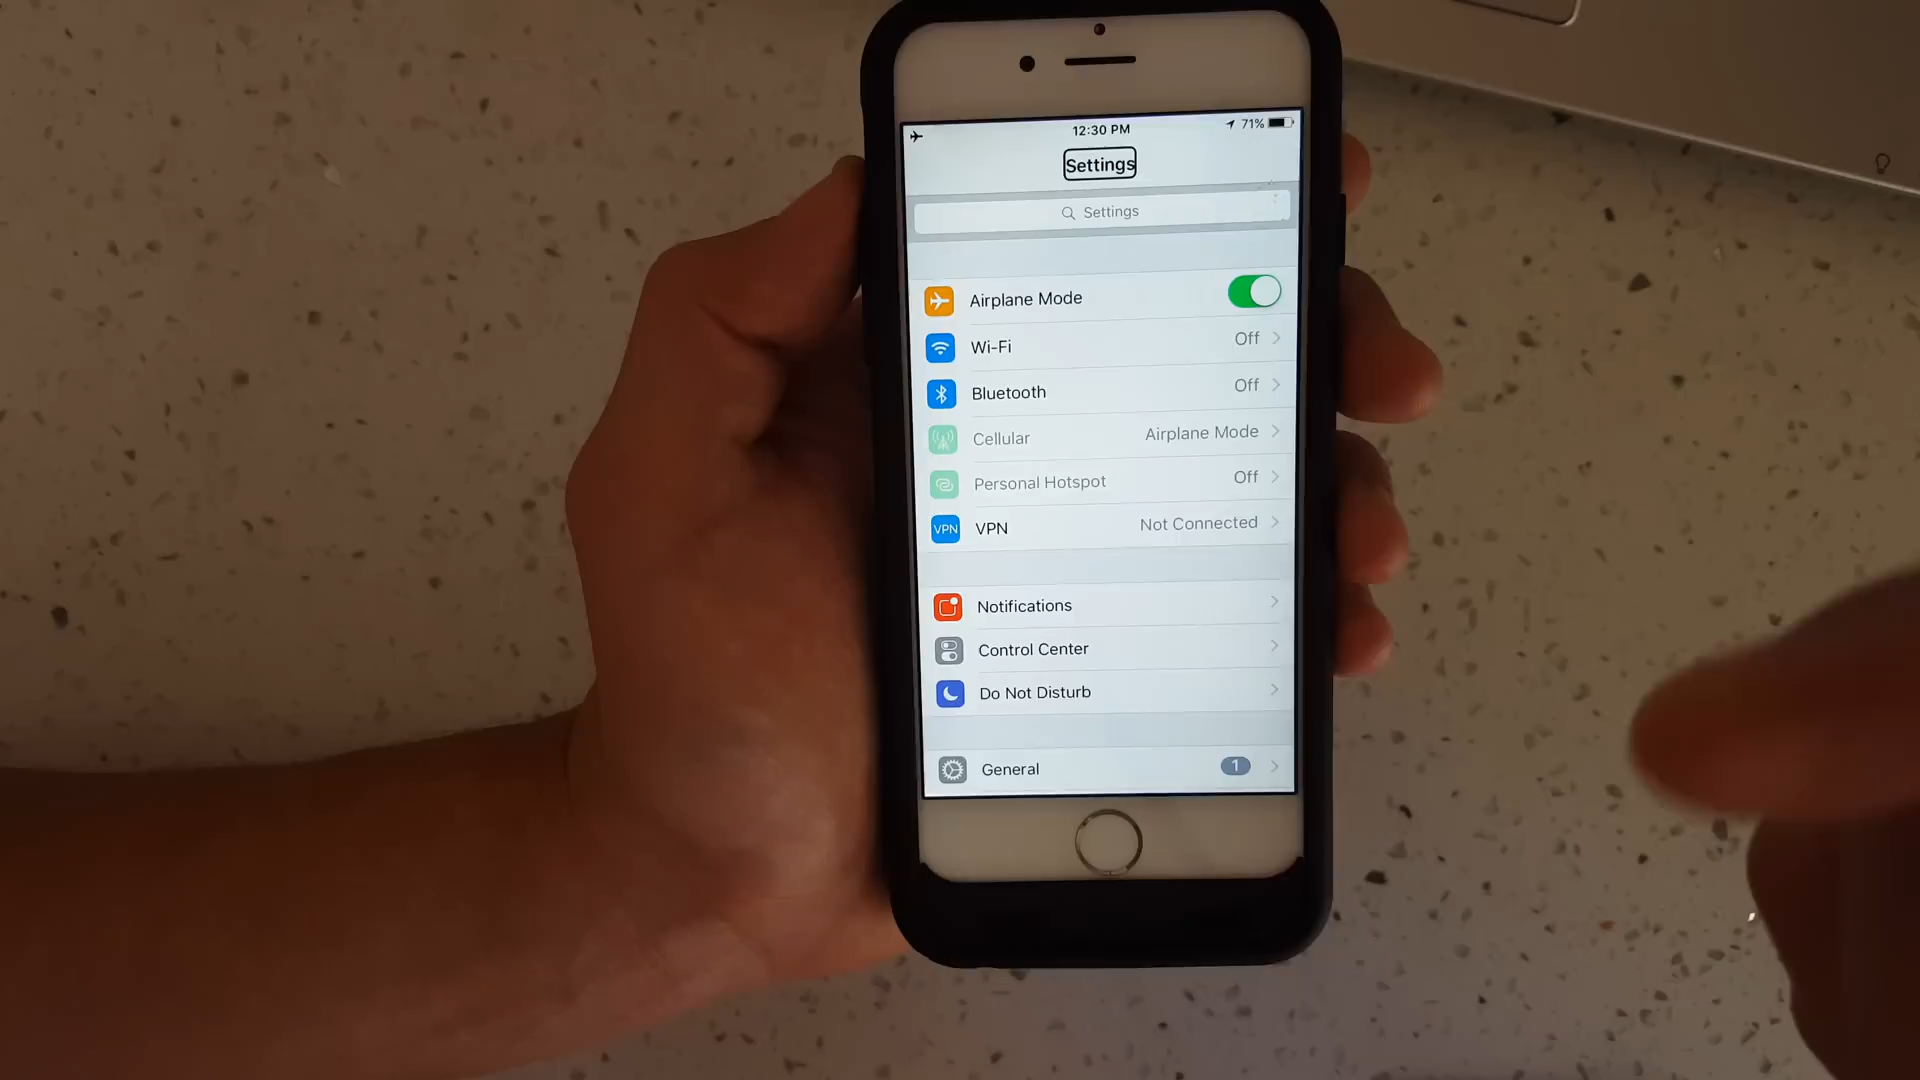 12:30 PM
71%
Settings
Settings
Airplane Mode
Wi-Fi Off
Bluetooth Off
Cellular Airplane Mode
Personal Hotspot Off
VPN VPN Not Connected
Notifications
Control Center
Do Not Disturb
General 1